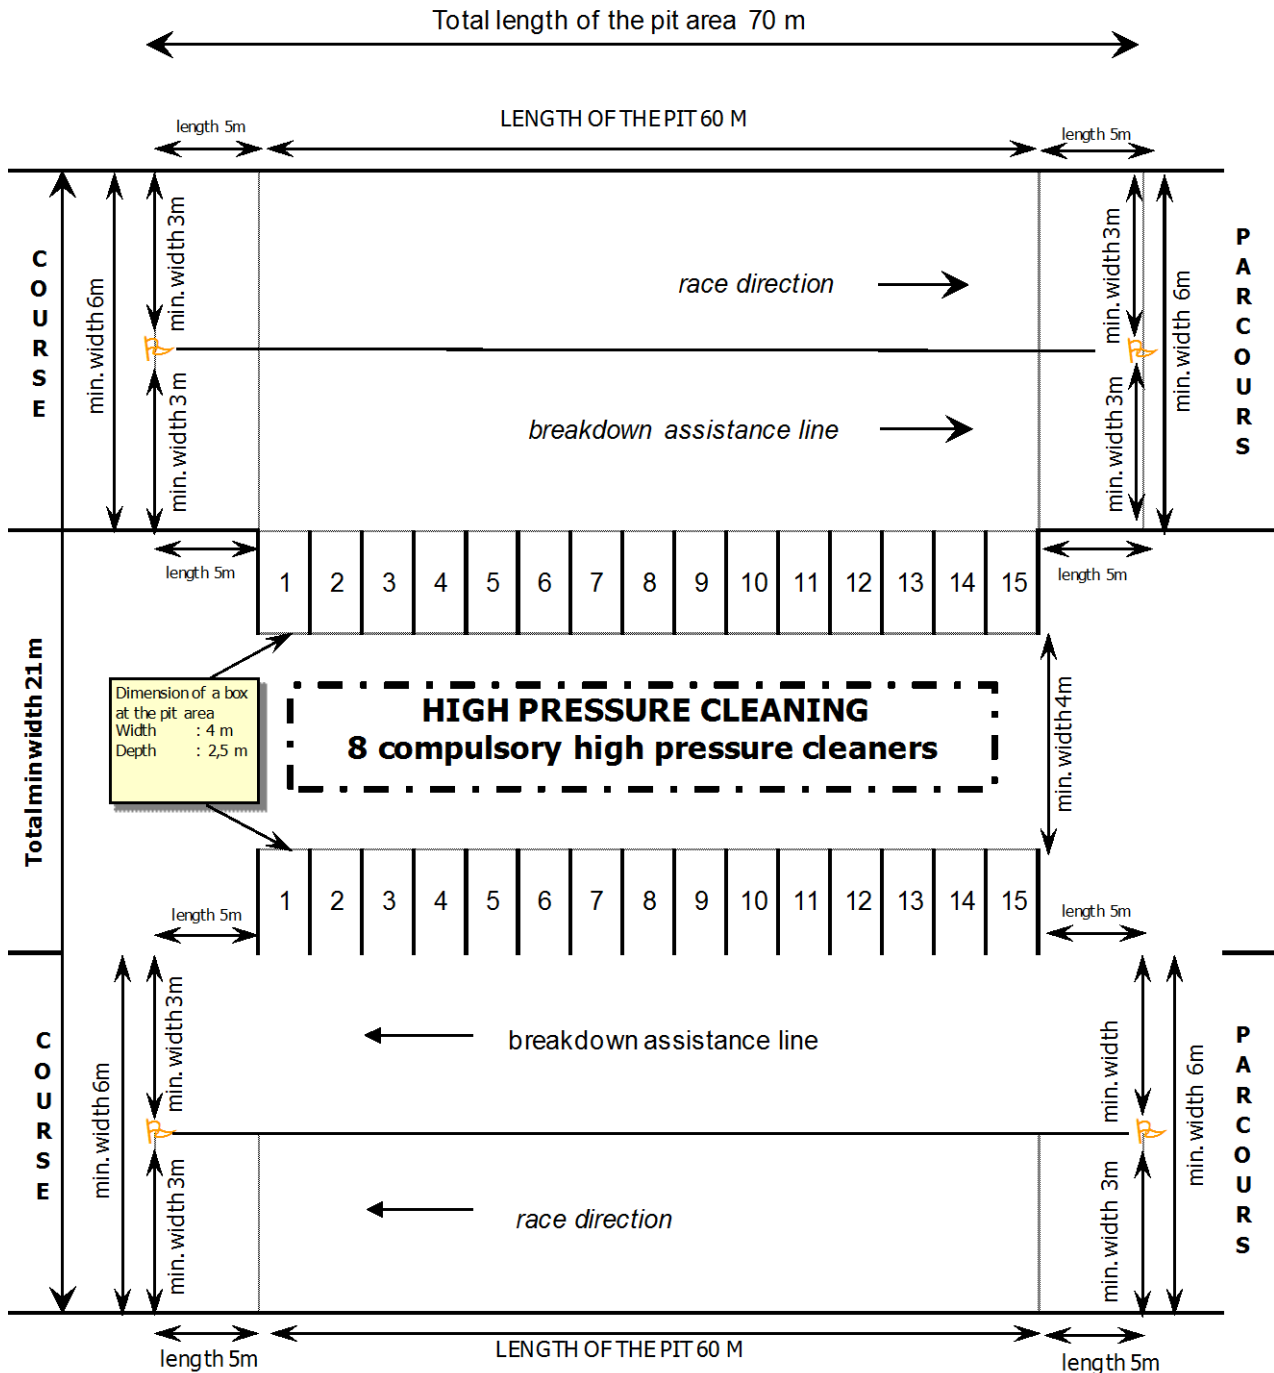 Total length of the pit area 70 m
LENGTH OF THE PIT 60 M
length 5m
length 5m
COURSE
min. width 6m
min. width 3m
min. width 3 m
race direction
breakdown assistance line
min. width 3m
min. width 3m
min. width 6m
PARCOURS
length 5m
length 5m
1 2 3 4 5 6 7 8 9 10 11 12 13 14 15
Total min width 21 m
Dimension of a box
at the pit area
Width : 4 m
Depth : 2,5 m
HIGH PRESSURE CLEANING
8 compulsory high pressure cleaners
min. width 4m
1 2 3 4 5 6 7 8 9 10 11 12 13 14 15
length 5m
length 5m
COURSE
min. width 6m
min. width 3m
min. width 3m
breakdown assistance line
race direction
min. width
min. width 3m
min. width 6m
PARCOURS
length 5m
LENGTH OF THE PIT 60 M
length 5m